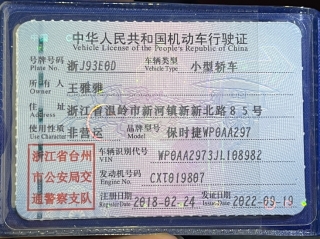 中华人民共和国机动车行驶证
Vehicle License of the People's Republic of China
号牌号码 浙J93E0D 车辆类型 小型轿车
Plate No. Vehicle Type
所有人 王雅雅
Owner
住址 浙江省温岭市新河镇新新北路85号
Address
使用性质 非营运 品牌型号 保时捷WP0AA297
Use Character Model
浙江省台州
市公安局交
通警察支队
车辆识别代号 WP0AA2973JL108982
VIN
发动机号码 CXT019807
Engine No.
注册日期 2018-02-24 发证日期 2022-09-19
Register Date Issue Date